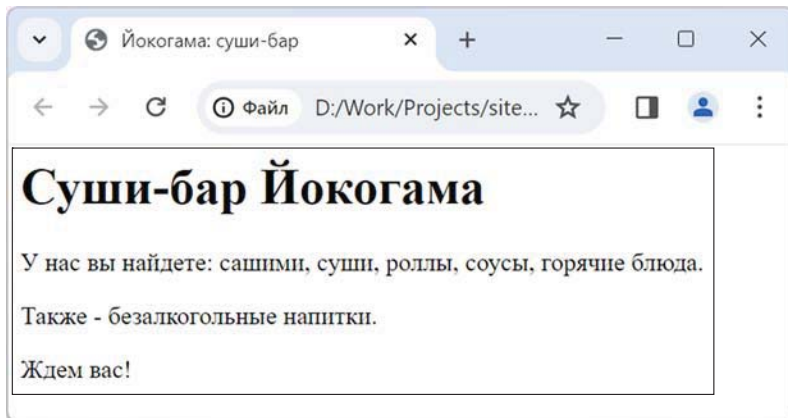 Йокогама: суши-бар
Файл D:/Work/Projects/site...
Суши-бар Йокогама
У нас вы найдете: сашими, суши, роллы, соусы, горячие блюда.
Также - безалкогольные напитки.
Ждем вас!